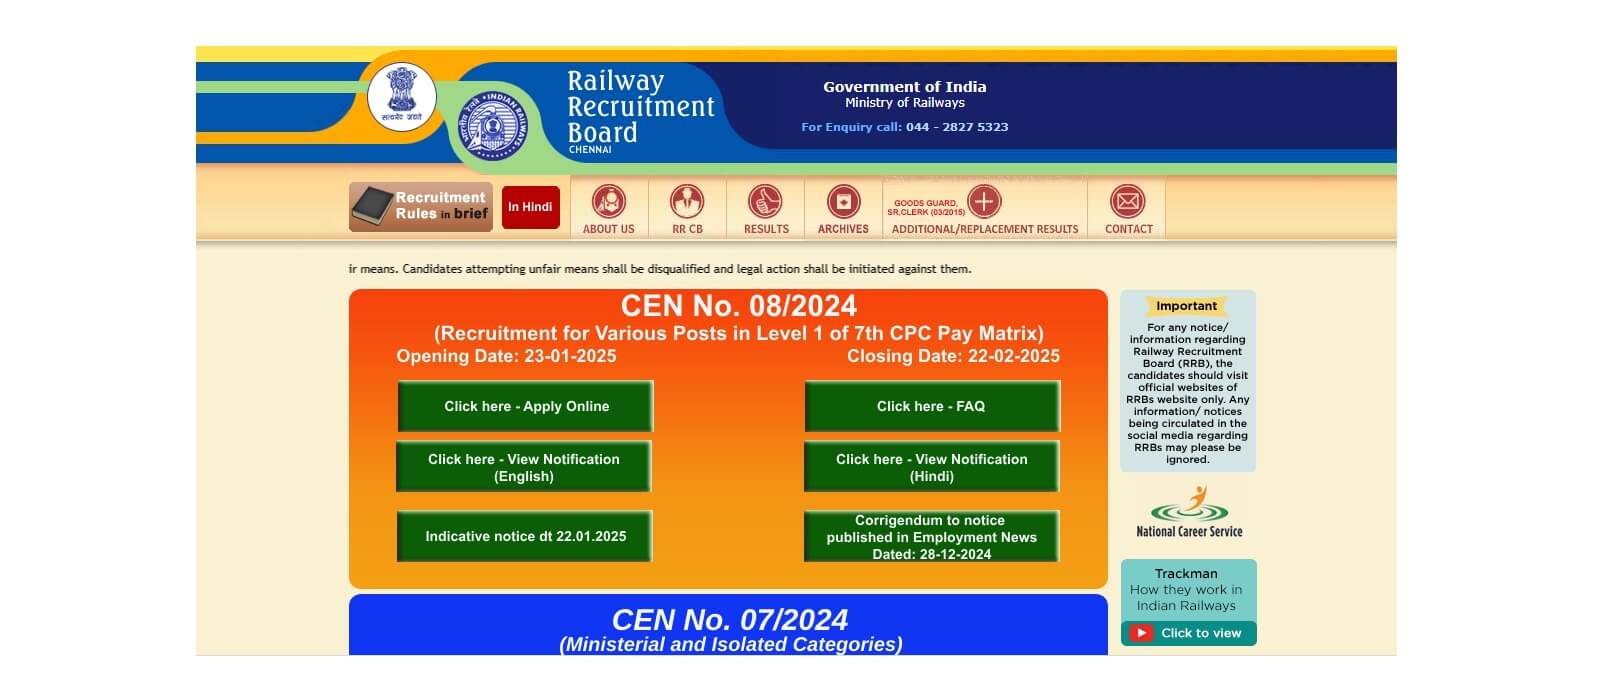 सत्यमेव जयते
भारतीय रेल
INDIAN RAILWAYS
Railway
Recruitment
Board
CHENNAI
Government of India
Ministry of Railways
For Enquiry call: 044 - 2827 5323
Recruitment
Rules in brief
In Hindi
ABOUT US
RR CB
RESULTS
ARCHIVES
GOODS GUARD,
SR,CLERK (03/2015)
ADDITIONAL/REPLACEMENT RESULTS
CONTACT
ir means. Candidates attempting unfair means shall be disqualified and legal action shall be initiated against them.
CEN No. 08/2024
(Recruitment for Various Posts in Level 1 of 7th CPC Pay Matrix)
Opening Date: 23-01-2025
Closing Date: 22-02-2025
Click here - Apply Online
Click here - FAQ
Click here - View Notification
(English)
Click here - View Notification
(Hindi)
Indicative notice dt 22.01.2025
Corrigendum to notice
published in Employment News
Dated: 28-12-2024
CEN No. 07/2024
(Ministerial and Isolated Categories)
Important
For any notice/
information regarding
Railway Recruitment
Board (RRB), the
candidates should visit
official websites of
RRBs website only. Any
information/ notices
being circulated in the
social media regarding
RRBs may please be
ignored.
National Career Service
Trackman
How they work in
Indian Railways
Click to view